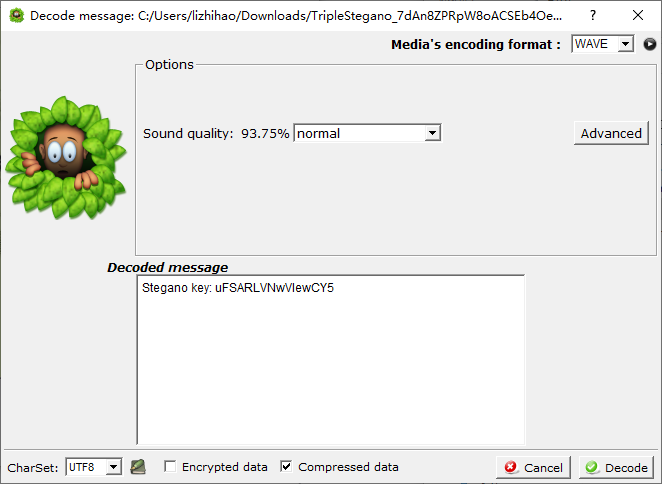 Decode message: C:/Users/lizhihao/Downloads/TripleStegano_7dAn8ZPRpW8oACSEb4Oe...
Media's encoding format :
WAVE
Options
Sound quality: 93.75%
normal
Advanced
Decoded message
Stegano key: uFSARLVNwVIewCY5
CharSet:
UTF8
Encrypted data
Compressed data
Cancel
Decode